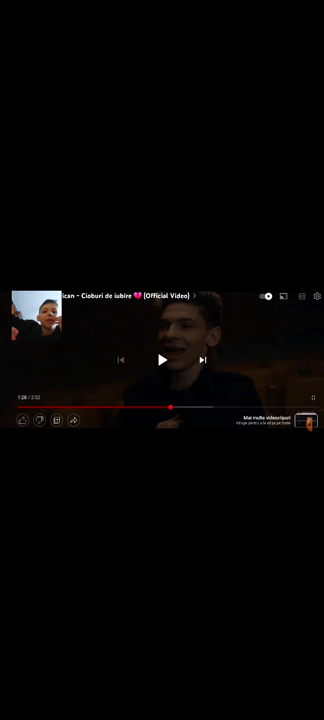 ican - Cioburi de iubire 💔 (Official Video)
1:28 / 2:52
Mai multe videoclipuri